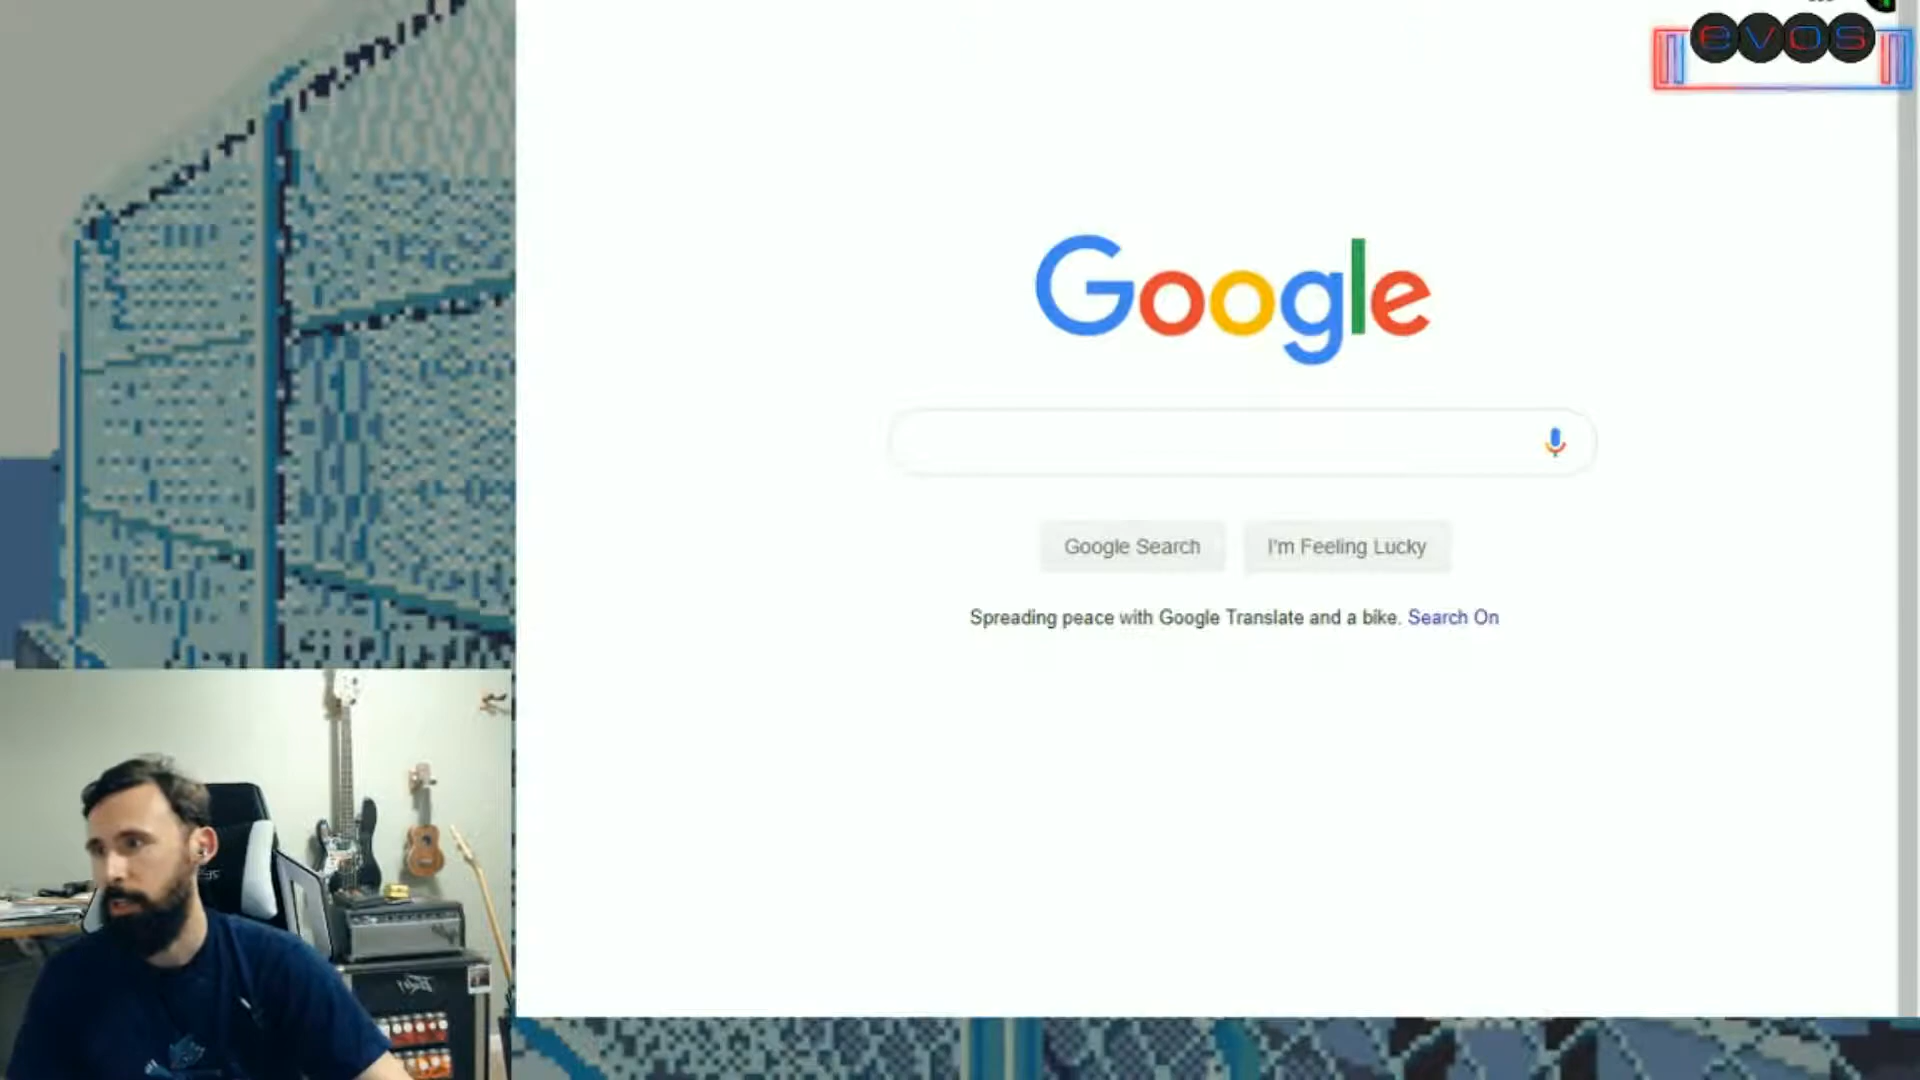 evos
Google
Google Search
I'm Feeling Lucky
Spreading peace with Google Translate and a bike. Search On